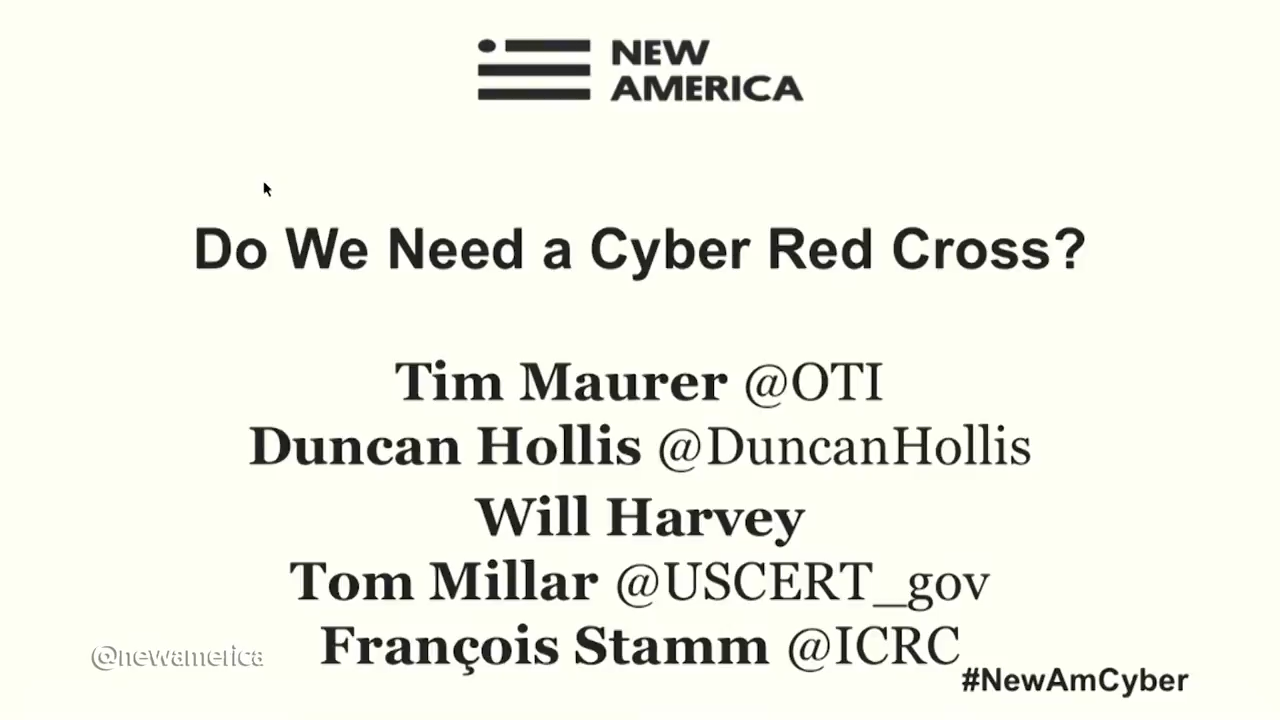 NEW
AMERICA
Do We Need a Cyber Red Cross?
Tim Maurer @OTI
Duncan Hollis @DuncanHollis
Will Harvey
Tom Millar @USCERT_gov
François Stamm @ICRC
@newamerica
#NewAmCyber